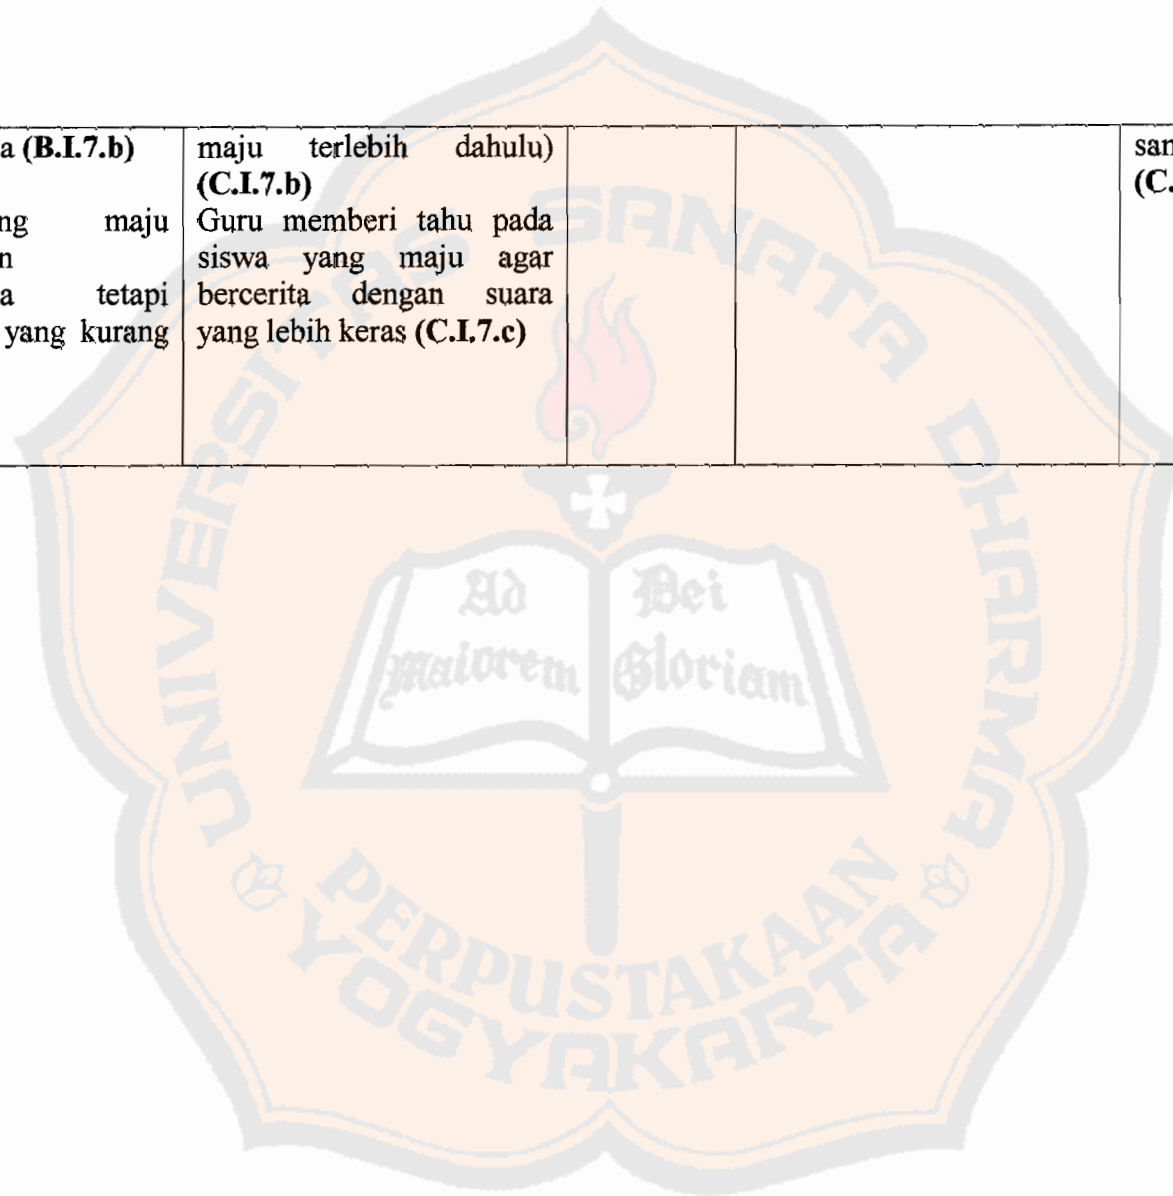 a (B.I.7.b)
ng maju
n
a tetapi
yang kurang
maju terlebih dahulu)
(C.I.7.b)
Guru memberi tahu pada
siswa yang maju agar
bercerita dengan suara
yang lebih keras (C.I.7.c)
san
(C.
UNIVERSITAS SANATA DHARMA
Ad
maiorem
Dei
Gloriam
PERPUSTAKAAN
YOGYAKARTA